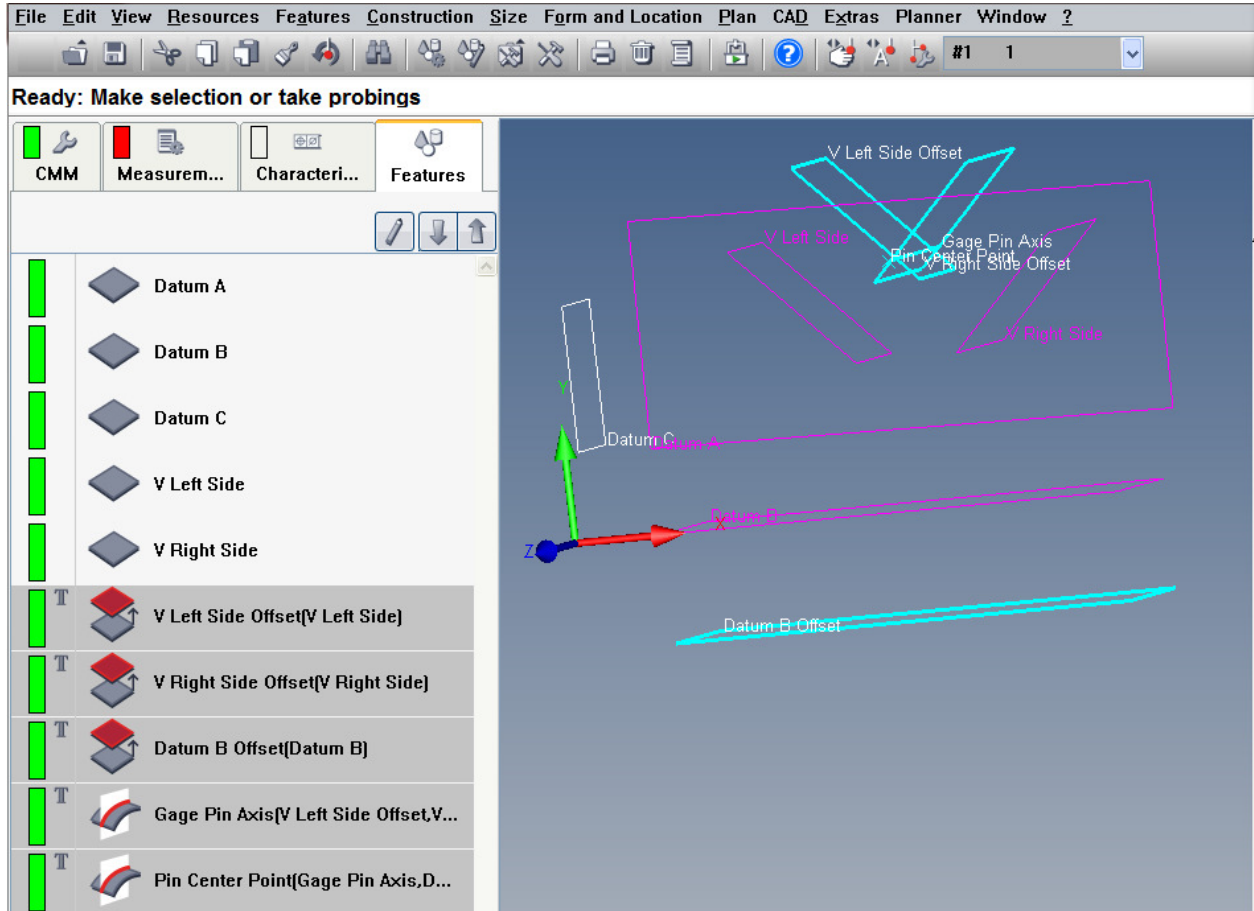 File Edit View Resources Features Construction Size Form and Location Plan CAD Extras Planner Window ?
#1 1
Ready: Make selection or take probings
CMM Measurem... Characteri... Features
Datum A
Datum B
Datum C
V Left Side
V Right Side
T V Left Side Offset(V Left Side)
T V Right Side Offset(V Right Side)
T Datum B Offset(Datum B)
T Gage Pin Axis(V Left Side Offset,V...
T Pin Center Point(Gage Pin Axis,D...
V Left Side Offset
V Left Side
Gage Pin Axis
Pin Center Point
V Right Side Offset
V Right Side
Y
Datum C
Datum A
Datum B
X
Z
Datum B Offset